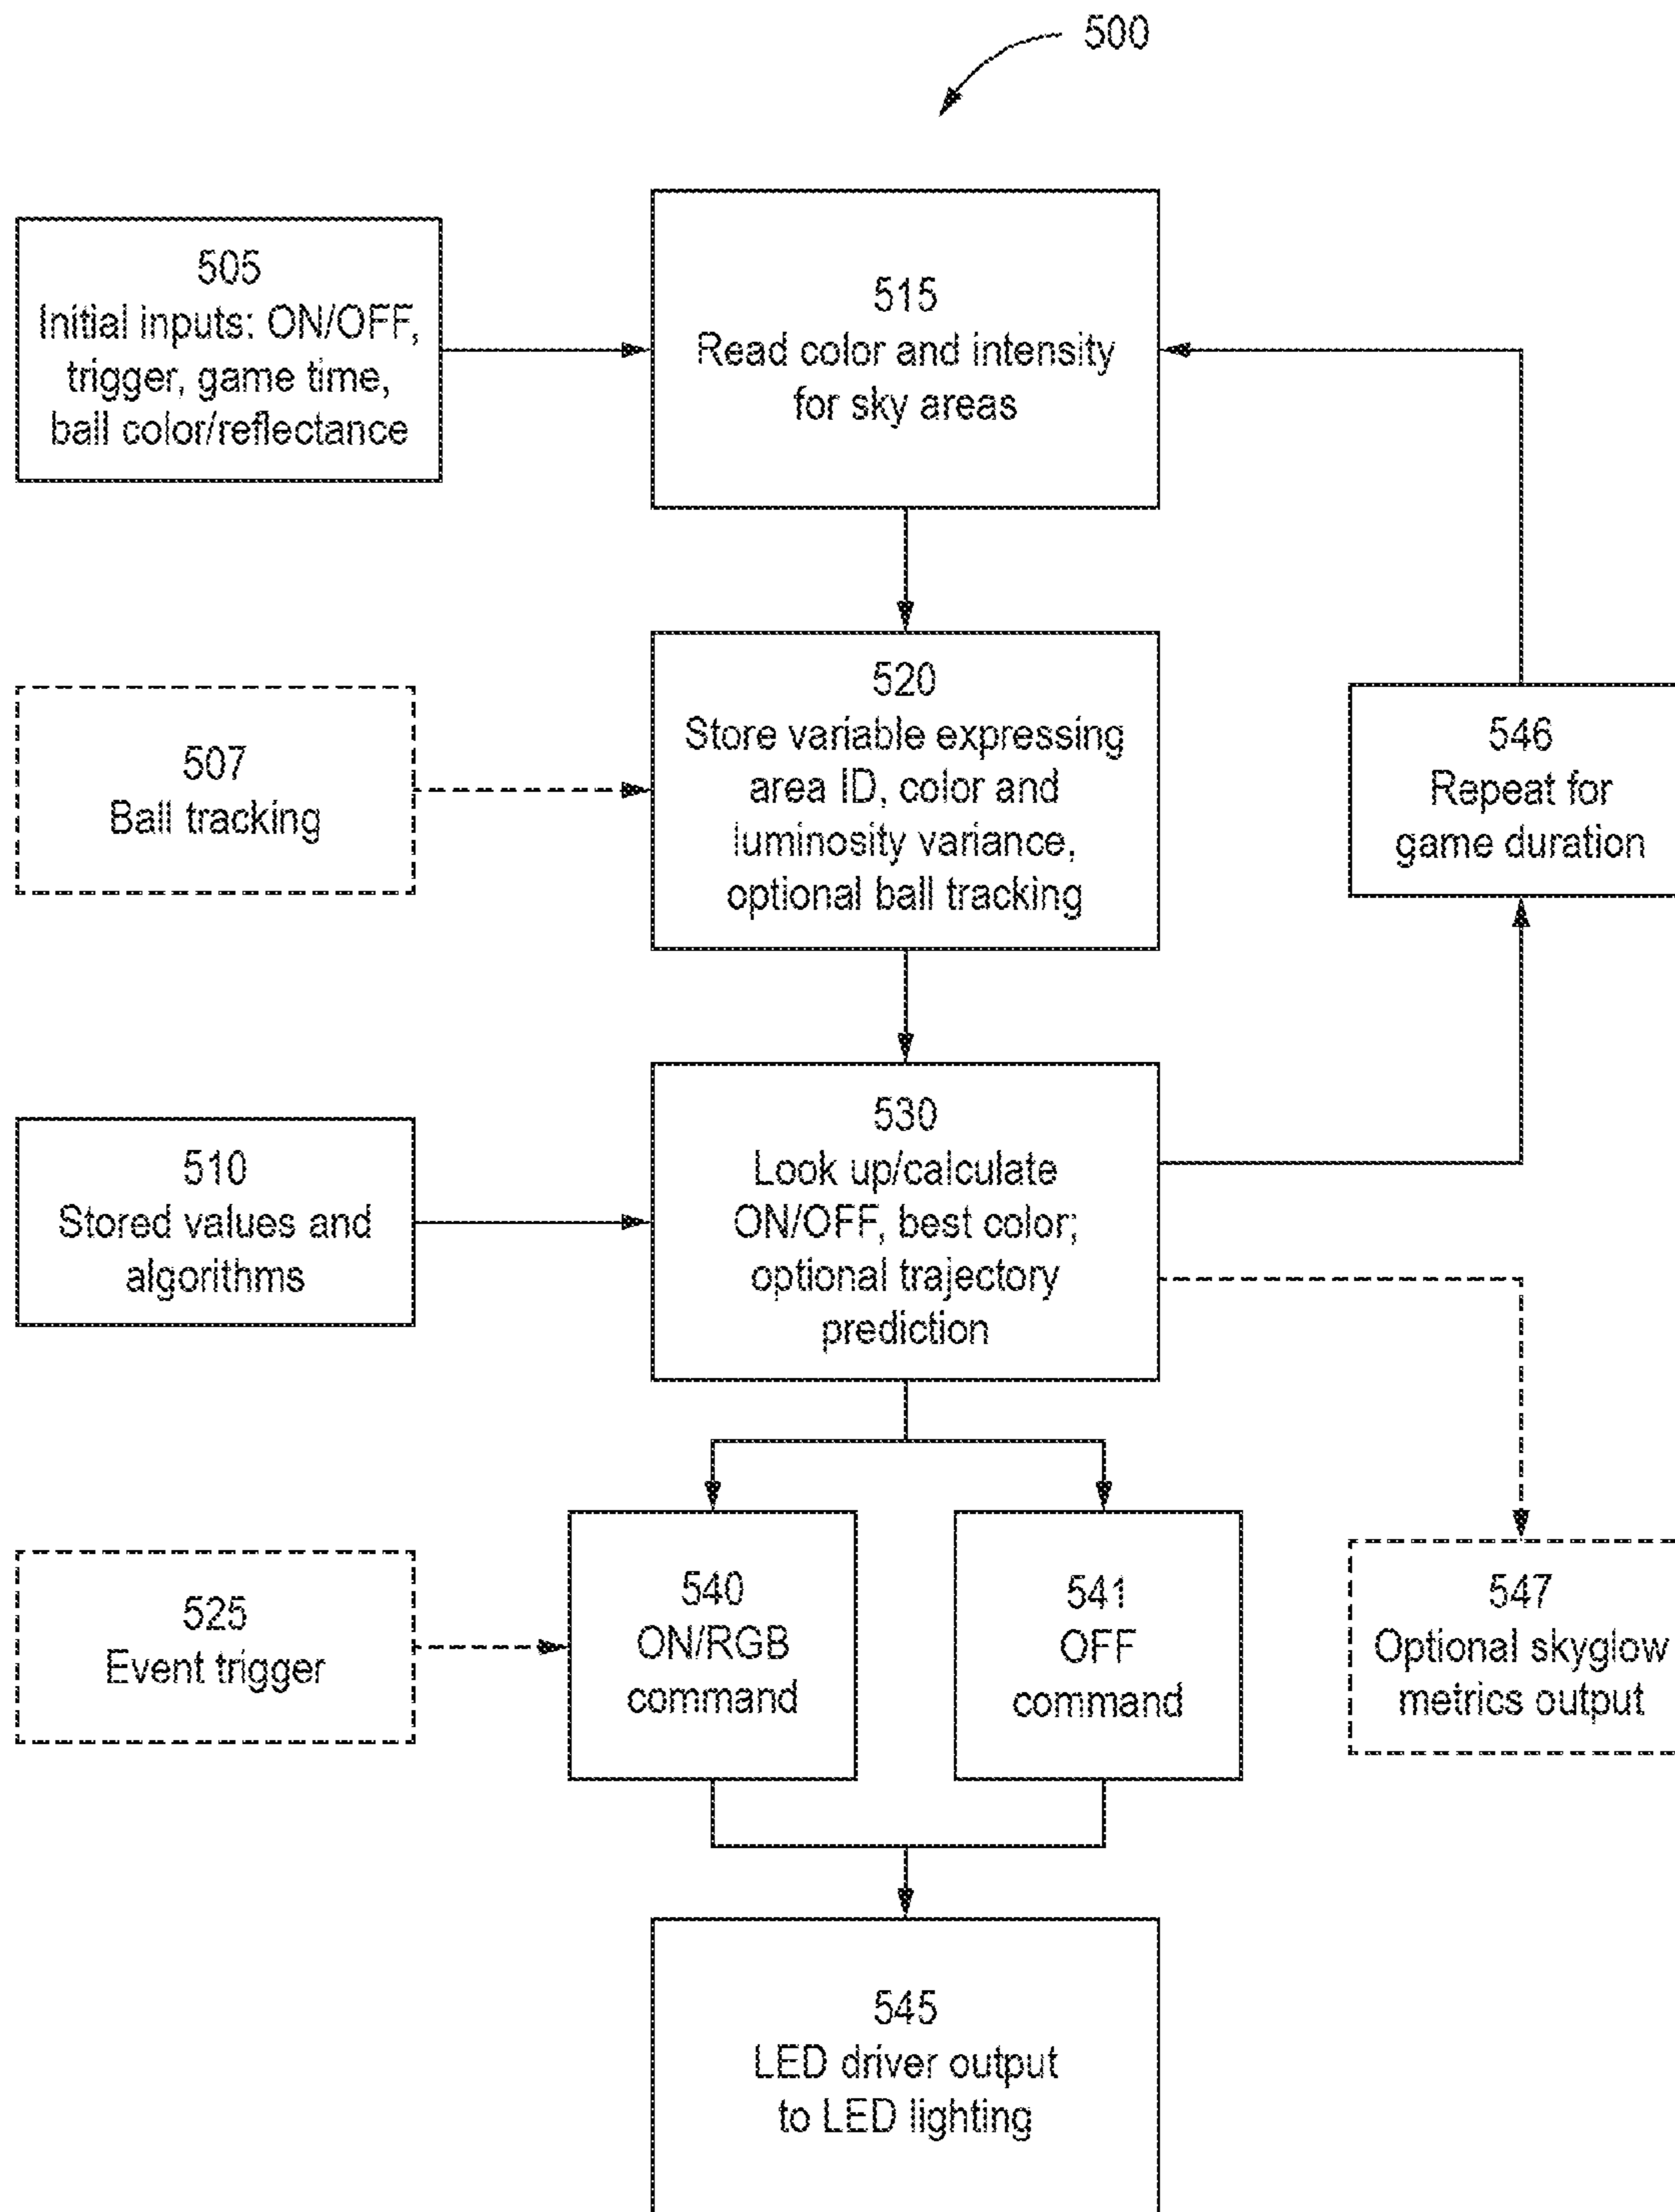 500
505
Initial inputs: ON/OFF,
trigger, game time,
ball color/reflectance
515
Read color and intensity
for sky areas
507
Ball tracking
520
Store variable expressing
area ID, color and
luminosity variance,
optional ball tracking
546
Repeat for
game duration
510
Stored values and
algorithms
530
Look up/calculate
ON/OFF, best color;
optional trajectory
prediction
525
Event trigger
540
ON/RGB
command
541
OFF
command
547
Optional skyglow
metrics output
545
LED driver output
to LED lighting